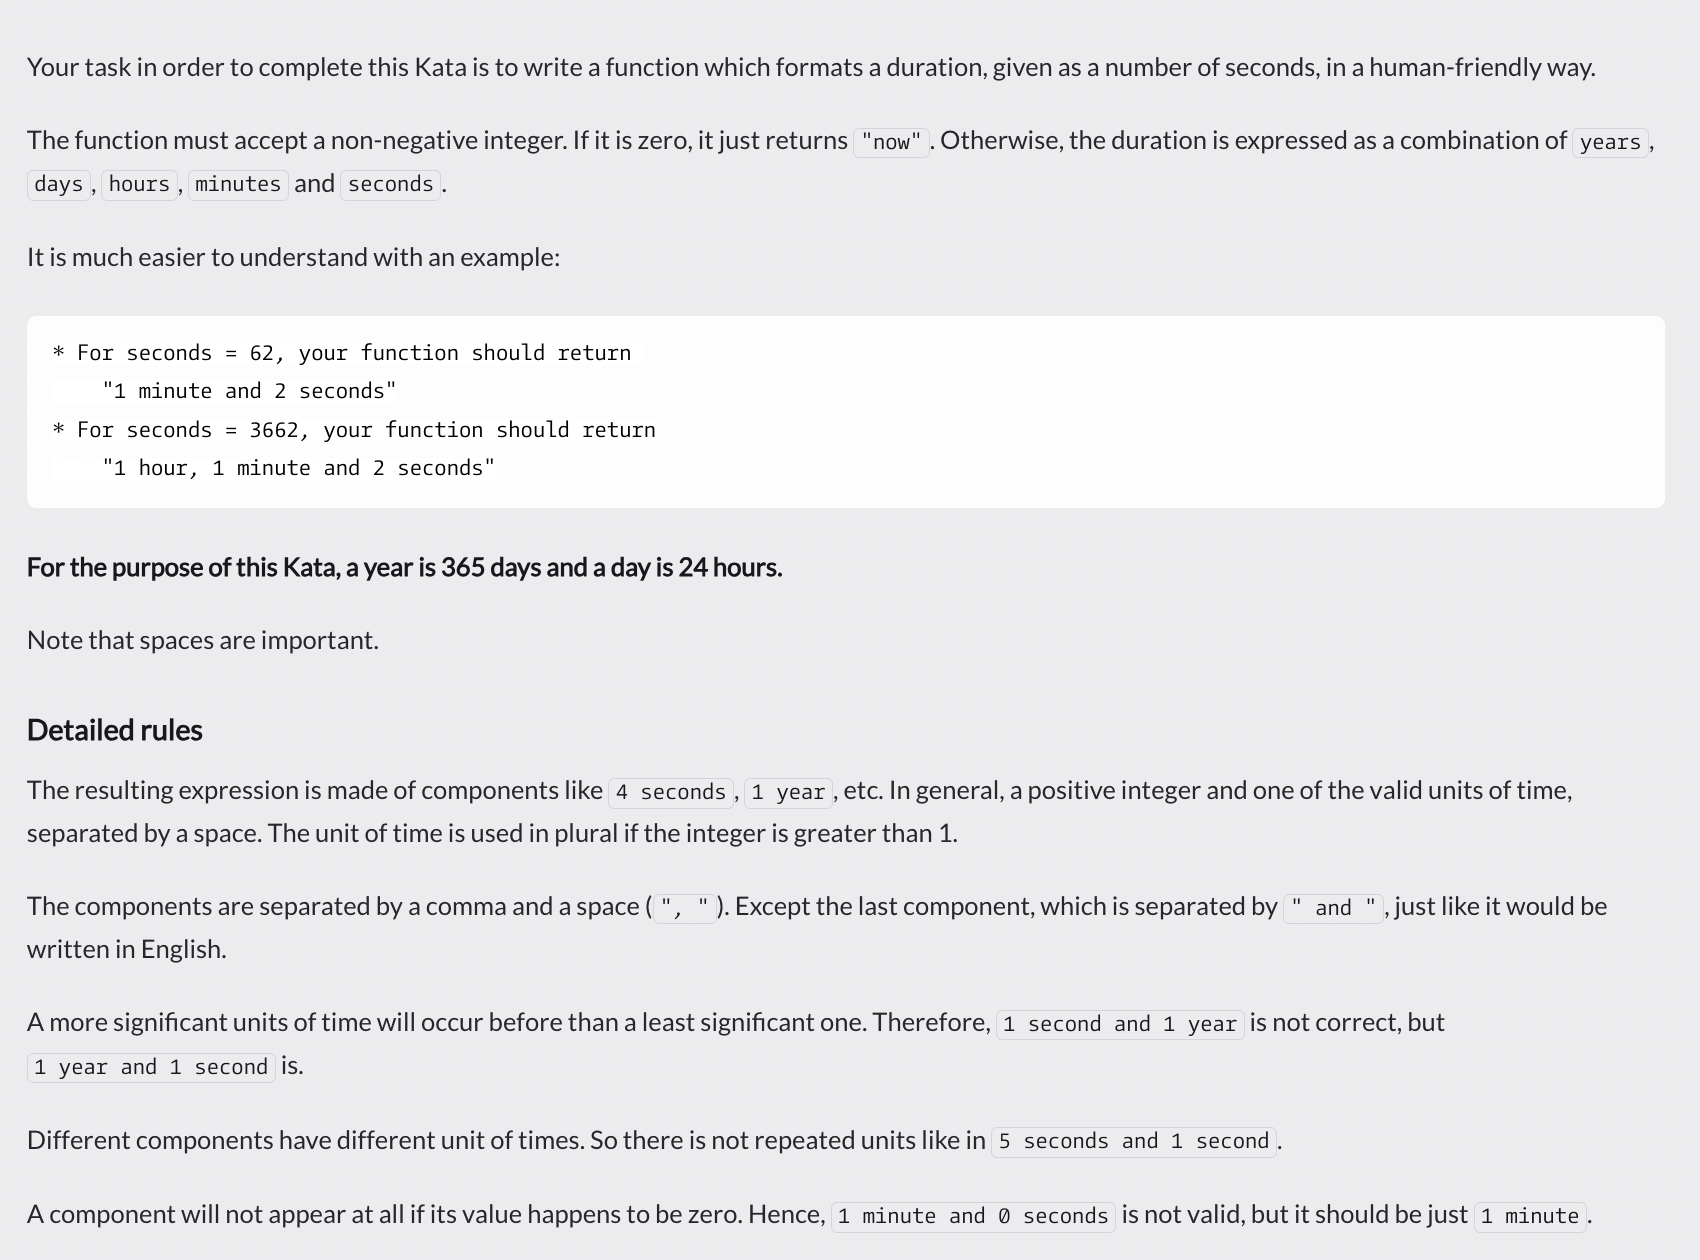 Your task in order to complete this Kata is to write a function which formats a duration, given as a number of seconds, in a human-friendly way.
The function must accept a non-negative integer. If it is zero, it just returns "now". Otherwise, the duration is expressed as a combination of years,
days, hours, minutes and seconds.
It is much easier to understand with an example:
* For seconds = 62, your function should return
    "1 minute and 2 seconds"
* For seconds = 3662, your function should return
    "1 hour, 1 minute and 2 seconds"
For the purpose of this Kata, a year is 365 days and a day is 24 hours.
Note that spaces are important.
Detailed rules
The resulting expression is made of components like 4 seconds, 1 year, etc. In general, a positive integer and one of the valid units of time,
separated by a space. The unit of time is used in plural if the integer is greater than 1.
The components are separated by a comma and a space (", "). Except the last component, which is separated by " and ", just like it would be
written in English.
A more significant units of time will occur before than a least significant one. Therefore, 1 second and 1 year is not correct, but
1 year and 1 second is.
Different components have different unit of times. So there is not repeated units like in 5 seconds and 1 second.
A component will not appear at all if its value happens to be zero. Hence, 1 minute and 0 seconds is not valid, but it should be just 1 minute.